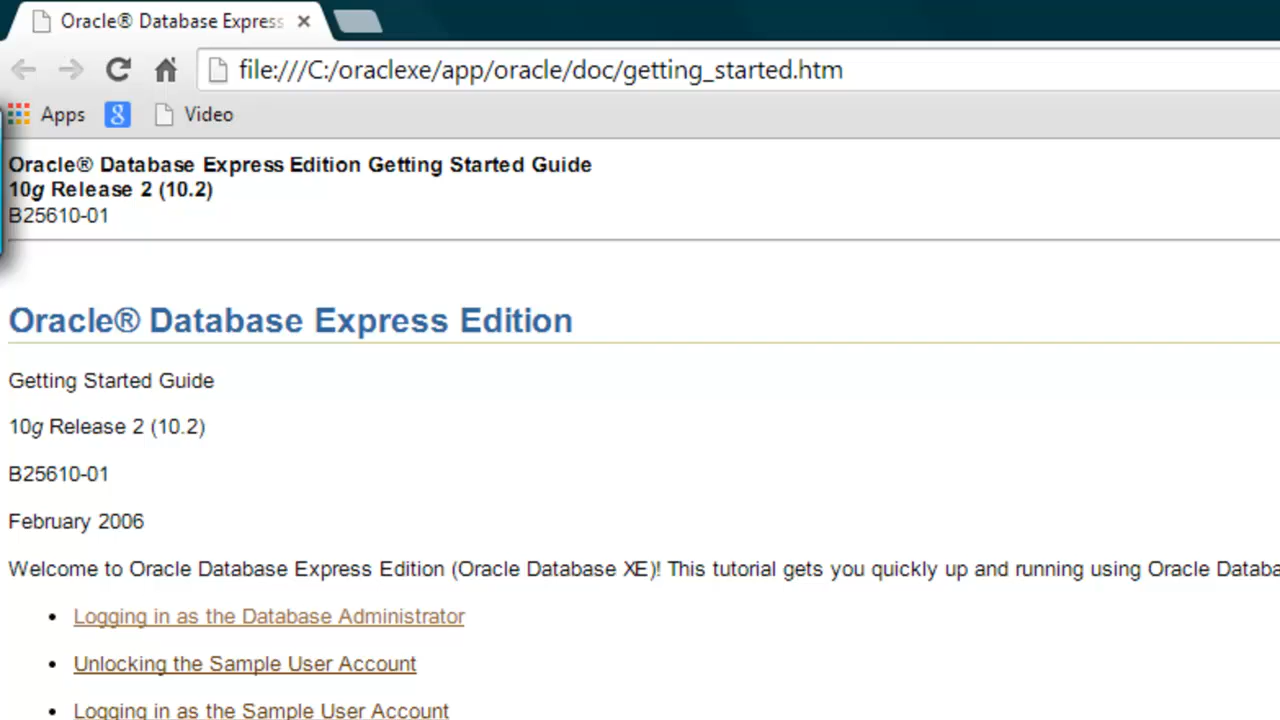 Oracle® Database Express
file:///C:/oraclexe/app/oracle/doc/getting_started.htm
Apps
8
Video
Oracle® Database Express Edition Getting Started Guide
10g Release 2 (10.2)
B25610-01
Oracle® Database Express Edition
Getting Started Guide
10g Release 2 (10.2)
B25610-01
February 2006
Welcome to Oracle Database Express Edition (Oracle Database XE)! This tutorial gets you quickly up and running using Oracle Databa
Logging in as the Database Administrator
Unlocking the Sample User Account
Logging in as the Sample User Account